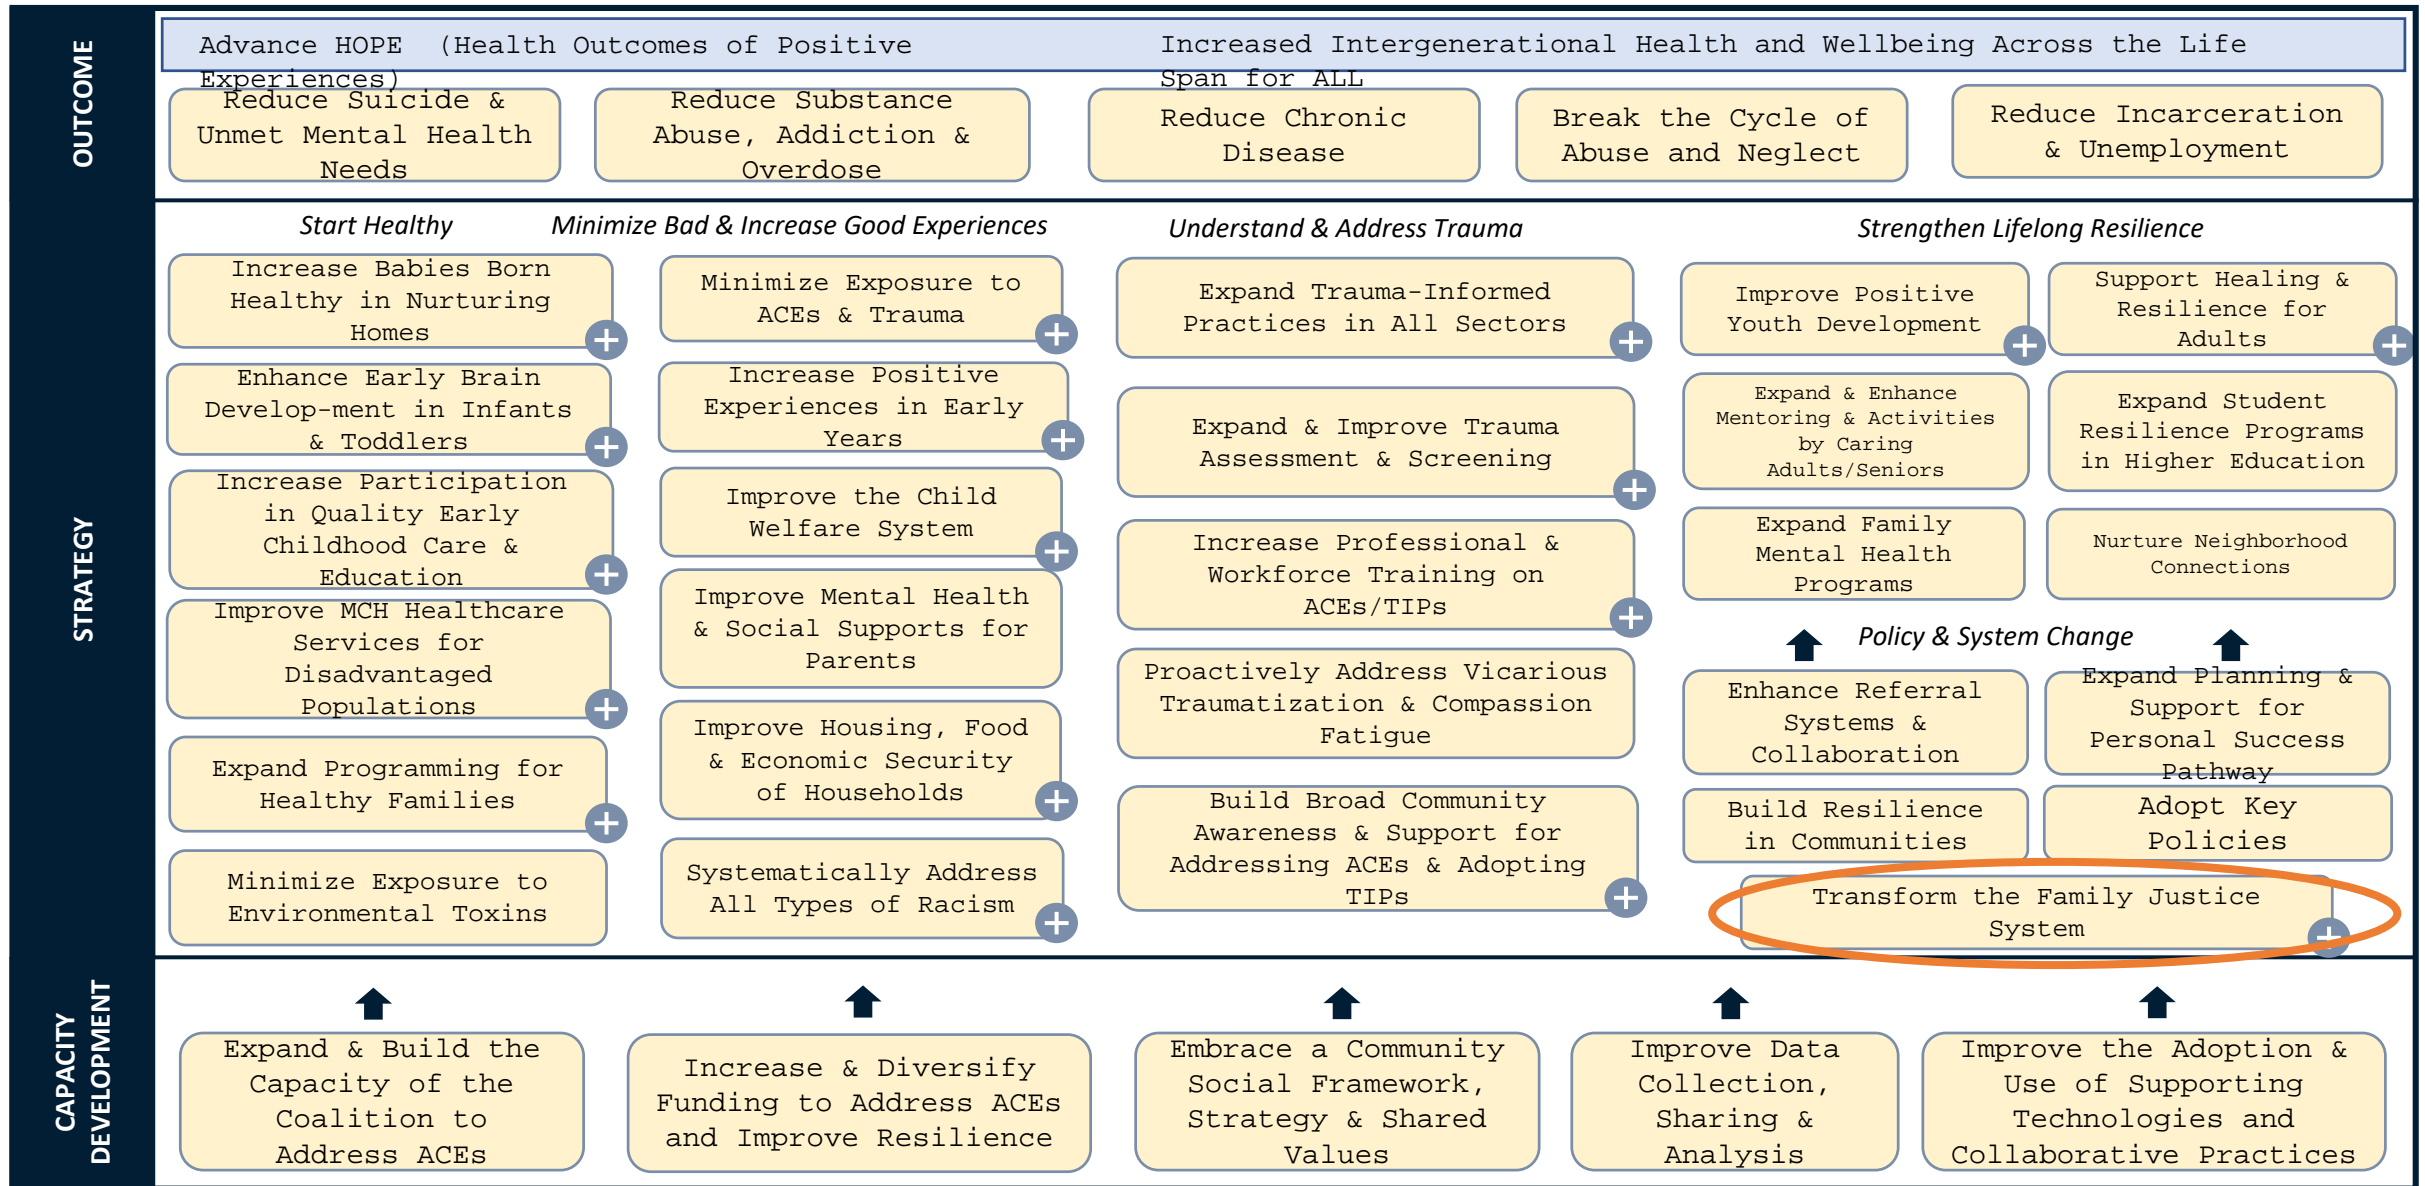 OUTCOME
Advance HOPE (Health Outcomes of Positive
Experiences)
Increased Intergenerational Health and Wellbeing Across the Life
Span for ALL
Reduce Suicide &
Unmet Mental Health
Needs
Reduce Substance
Abuse, Addiction &
Overdose
Reduce Chronic
Disease
Break the Cycle of
Abuse and Neglect
Reduce Incarceration
& Unemployment
STRATEGY
Start Healthy
Increase Babies Born
Healthy in Nurturing
Homes
Enhance Early Brain
Develop-ment in Infants
& Toddlers
Increase Participation
in Quality Early
Childhood Care &
Education
Improve MCH Healthcare
Services for
Disadvantaged
Populations
Expand Programming for
Healthy Families
Minimize Exposure to
Environmental Toxins
Minimize Bad & Increase Good Experiences
Minimize Exposure to
ACEs & Trauma
Increase Positive
Experiences in Early
Years
Improve the Child
Welfare System
Improve Mental Health
& Social Supports for
Parents
Improve Housing, Food
& Economic Security
of Households
Systematically Address
All Types of Racism
Understand & Address Trauma
Expand Trauma-Informed
Practices in All Sectors
Expand & Improve Trauma
Assessment & Screening
Increase Professional &
Workforce Training on
ACEs/TIPs
Proactively Address Vicarious
Traumatization & Compassion
Fatigue
Build Broad Community
Awareness & Support for
Addressing ACEs & Adopting
TIPs
Strengthen Lifelong Resilience
Improve Positive
Youth Development
Support Healing &
Resilience for
Adults
Expand & Enhance
Mentoring & Activities
by Caring
Adults/Seniors
Expand Student
Resilience Programs
in Higher Education
Expand Family
Mental Health
Programs
Nurture Neighborhood
Connections
Policy & System Change
Enhance Referral
Systems &
Collaboration
Expand Planning &
Support for
Personal Success
Pathway
Build Resilience
in Communities
Adopt Key
Policies
Transform the Family Justice
System
CAPACITY
DEVELOPMENT
Expand & Build the
Capacity of the
Coalition to
Address ACEs
Increase & Diversify
Funding to Address ACEs
and Improve Resilience
Embrace a Community
Social Framework,
Strategy & Shared
Values
Improve Data
Collection,
Sharing &
Analysis
Improve the Adoption &
Use of Supporting
Technologies and
Collaborative Practices